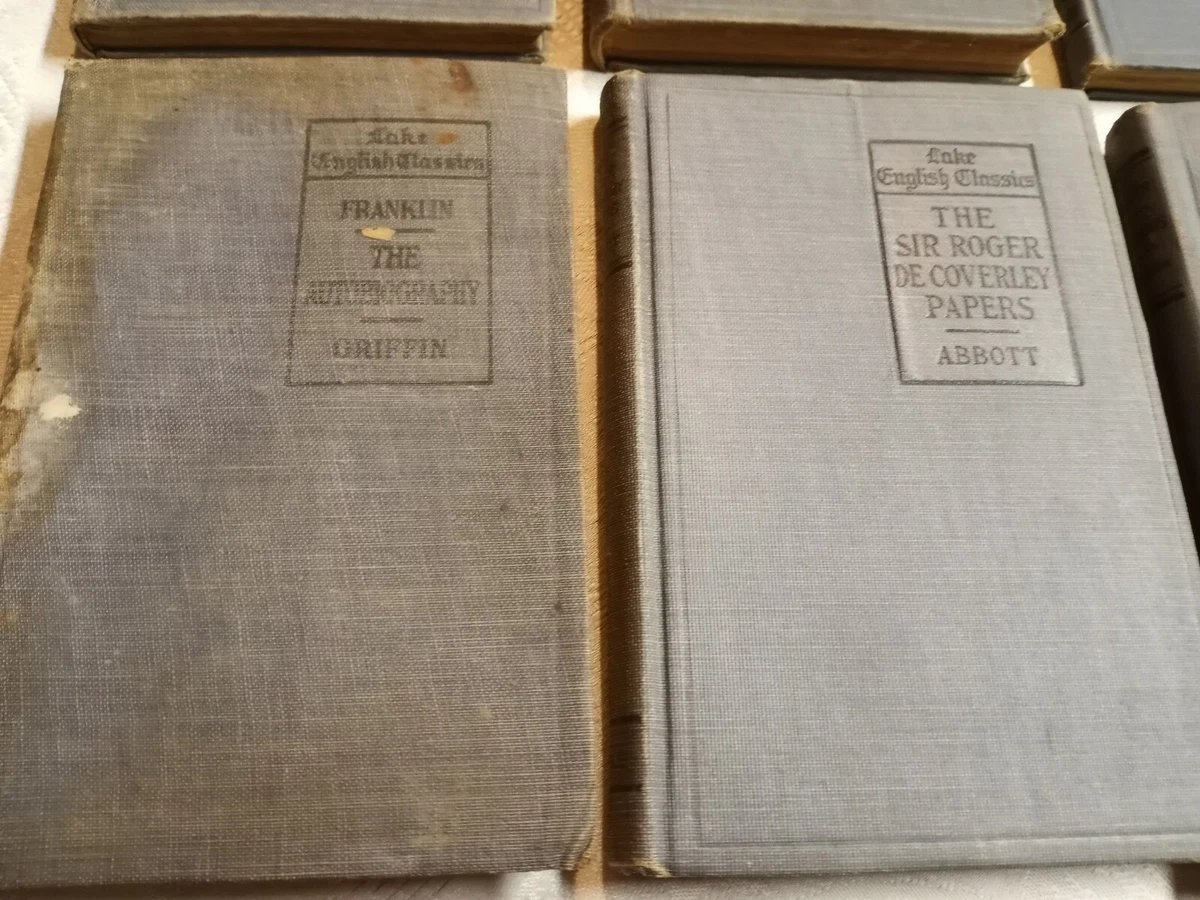 Lake
English Classics
FRANKLIN
THE
AUTOBIOGRAPHY
GRIFFIN
Lake
English Classics
THE
SIR ROGER
DE COVERLEY
PAPERS
ABBOTT